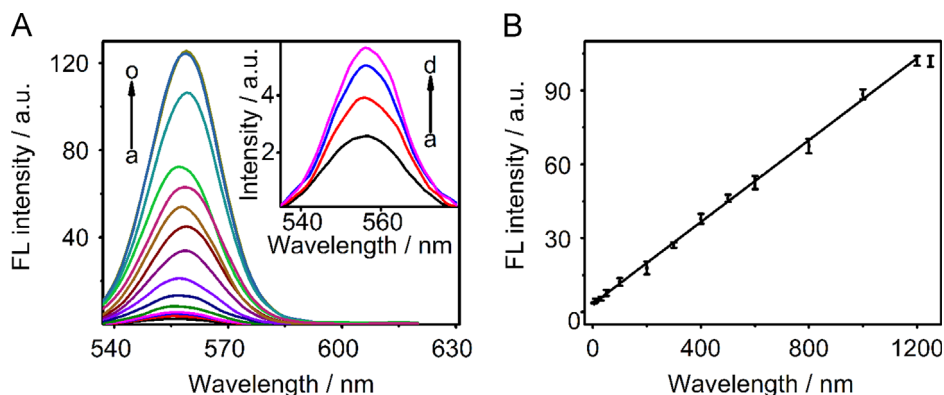 A
FL intensity / a.u.
120
80
40
o
a
540
570
600
630
Wavelength / nm
Intensity / a.u.
4
2
d
a
540
560
Wavelength / nm
B
FL intensity / a.u.
90
60
30
0
0
400
800
1200
Wavelength / nm